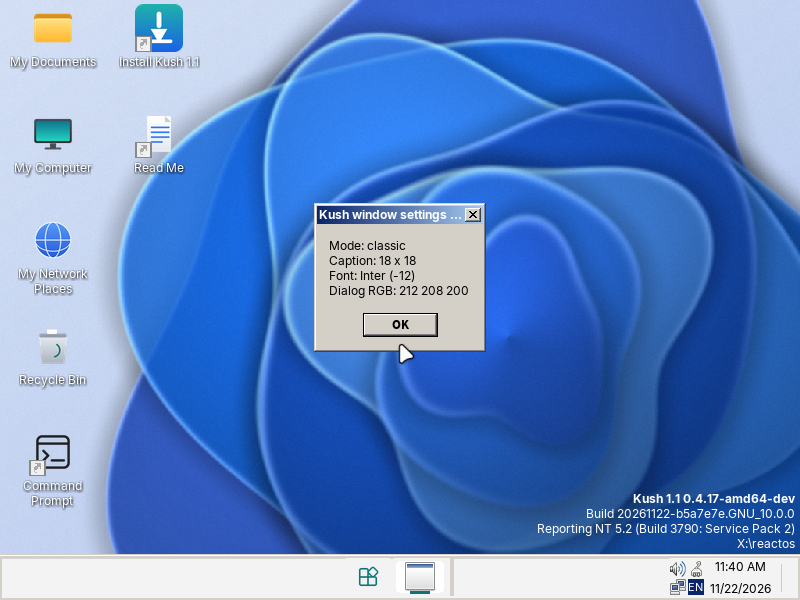 My Documents
Install Kush 1.1
My Computer
Read Me
My Network
Places
Recycle Bin
Command
Prompt
Kush window settings ...
Mode: classic
Caption: 18 x 18
Font: Inter (-12)
Dialog RGB: 212 208 200
OK
Kush 1.1 0.4.17-amd64-dev
Build 20261122-b5a7e7e.GNU_10.0.0
Reporting NT 5.2 (Build 3790: Service Pack 2)
X:\reactos
11:40 AM
EN
11/22/2026